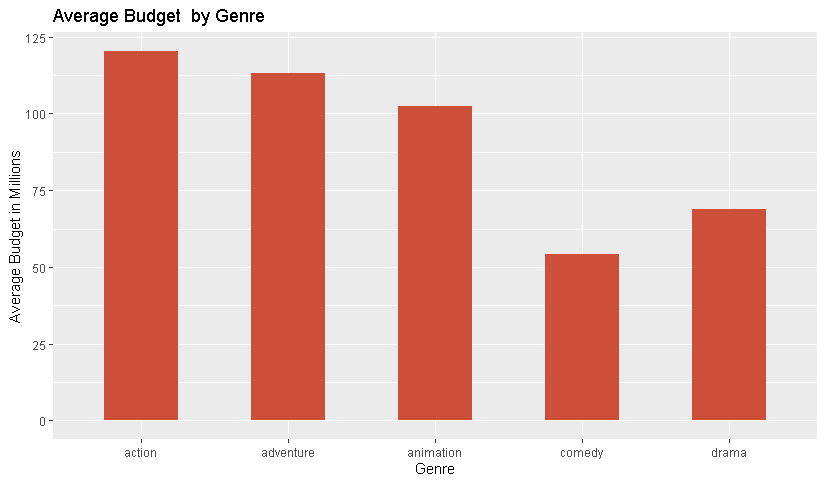 Average Budget  by Genre
Average Budget in Millions
125
100
75
50
25
0
action adventure animation comedy drama
Genre